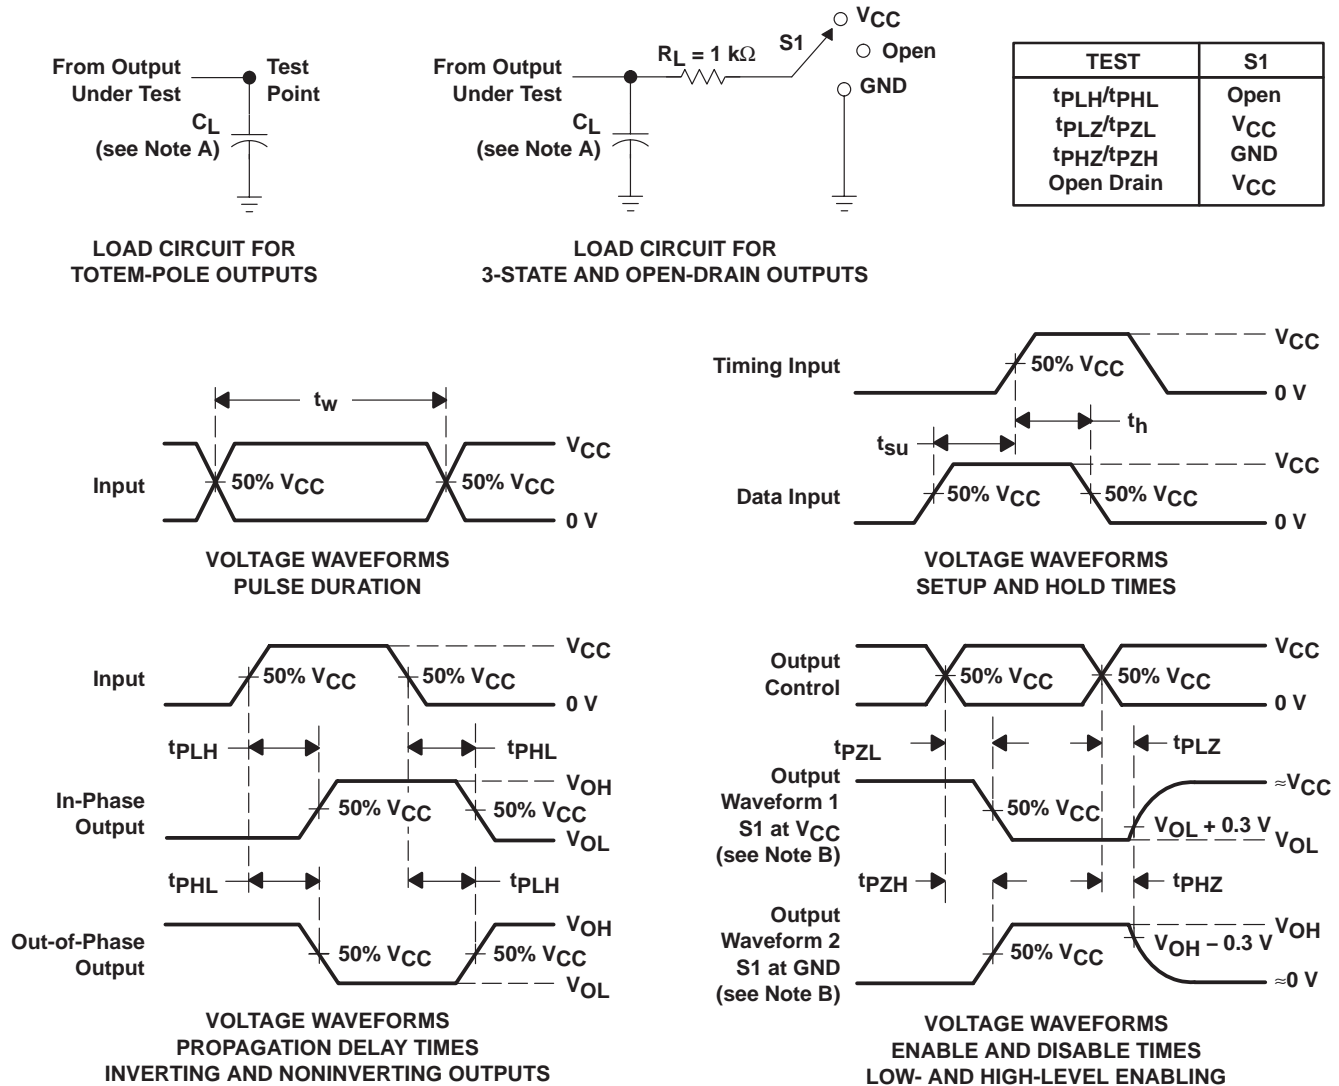 From Output
Under Test
Test
Point
CL
(see Note A)
LOAD CIRCUIT FOR
TOTEM-POLE OUTPUTS
From Output
Under Test
RL = 1 kΩ
S1
VCC
Open
GND
CL
(see Note A)
LOAD CIRCUIT FOR
3-STATE AND OPEN-DRAIN OUTPUTS
TEST S1
tPLH/tPHL Open
tPLZ/tPZL VCC
tPHZ/tPZH GND
Open Drain VCC
tw
Input
50% VCC
50% VCC
VCC
0 V
VOLTAGE WAVEFORMS
PULSE DURATION
Timing Input
50% VCC
VCC
0 V
tsu
th
Data Input
50% VCC
50% VCC
VCC
0 V
VOLTAGE WAVEFORMS
SETUP AND HOLD TIMES
Input
50% VCC
50% VCC
VCC
0 V
tPLH
tPHL
In-Phase
Output
50% VCC
50% VCC
VOH
VOL
tPHL
tPLH
Out-of-Phase
Output
50% VCC
50% VCC
VOH
VOL
VOLTAGE WAVEFORMS
PROPAGATION DELAY TIMES
INVERTING AND NONINVERTING OUTPUTS
Output
Control
50% VCC
50% VCC
VCC
0 V
tPZL
tPLZ
Output
Waveform 1
S1 at VCC
(see Note B)
50% VCC
VOL + 0.3 V
≈VCC
VOL
tPZH
tPHZ
Output
Waveform 2
S1 at GND
(see Note B)
50% VCC
VOH – 0.3 V
VOH
≈0 V
VOLTAGE WAVEFORMS
ENABLE AND DISABLE TIMES
LOW- AND HIGH-LEVEL ENABLING